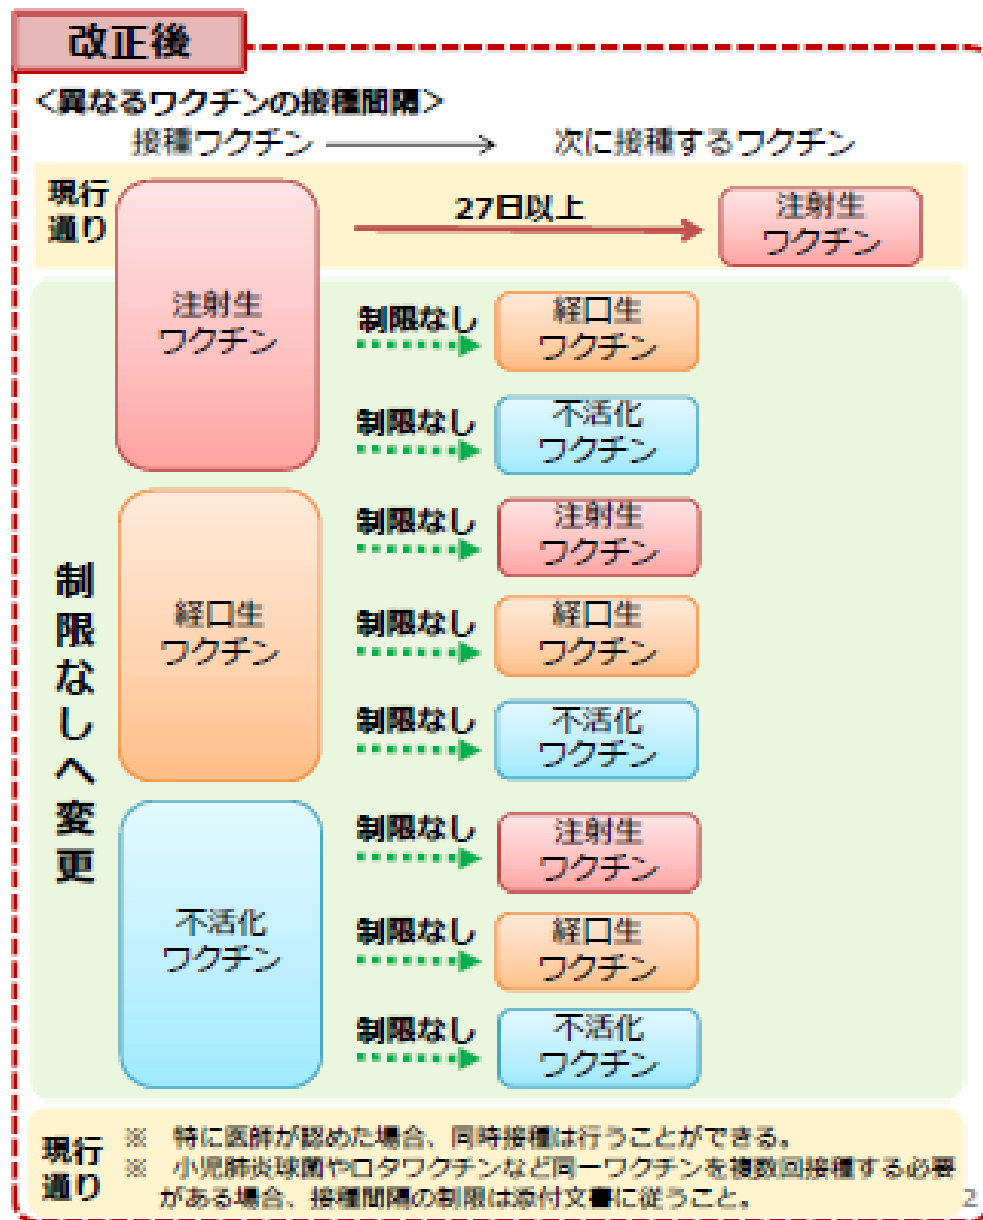 改正後
<異なるワクチンの接種間隔>
接種ワクチン → 次に接種するワクチン
現行
通り
注射生
ワクチン
27日以上
注射生
ワクチン
制限なし
経口生
ワクチン
制限なし
不活化
ワクチン
制限なしへ変更
経口生
ワクチン
制限なし
注射生
ワクチン
制限なし
経口生
ワクチン
制限なし
不活化
ワクチン
不活化
ワクチン
制限なし
注射生
ワクチン
制限なし
経口生
ワクチン
制限なし
不活化
ワクチン
現行
通り
※ 特に医師が認めた場合、同時接種は行うことができる。
※ 小児肺炎球菌やロタワクチンなど同一ワクチンを複数回接種する必要
がある場合、接種間隔の制限は添付文書に従うこと。
2